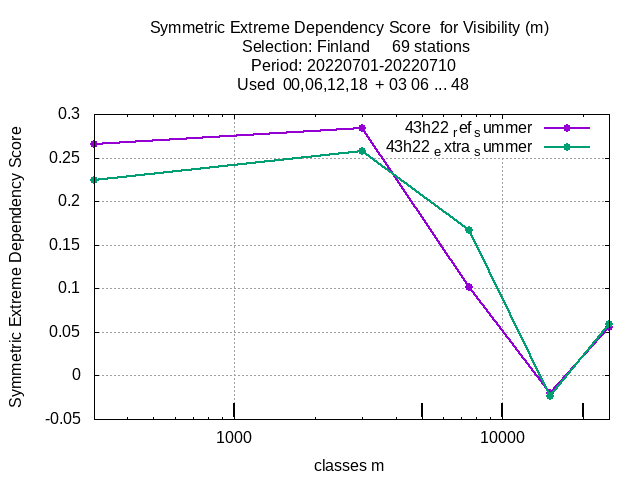 Symmetric Extreme Dependency Score  for Visibility (m)
Selection: Finland     69 stations
Period: 20220701-20220710
Used  00,06,12,18  + 03 06 ... 48
43h22 ref summer
43h22 extra summer
Symmetric Extreme Dependency Score
0.3
0.25
0.2
0.15
0.1
0.05
0
-0.05
1000
10000
classes m